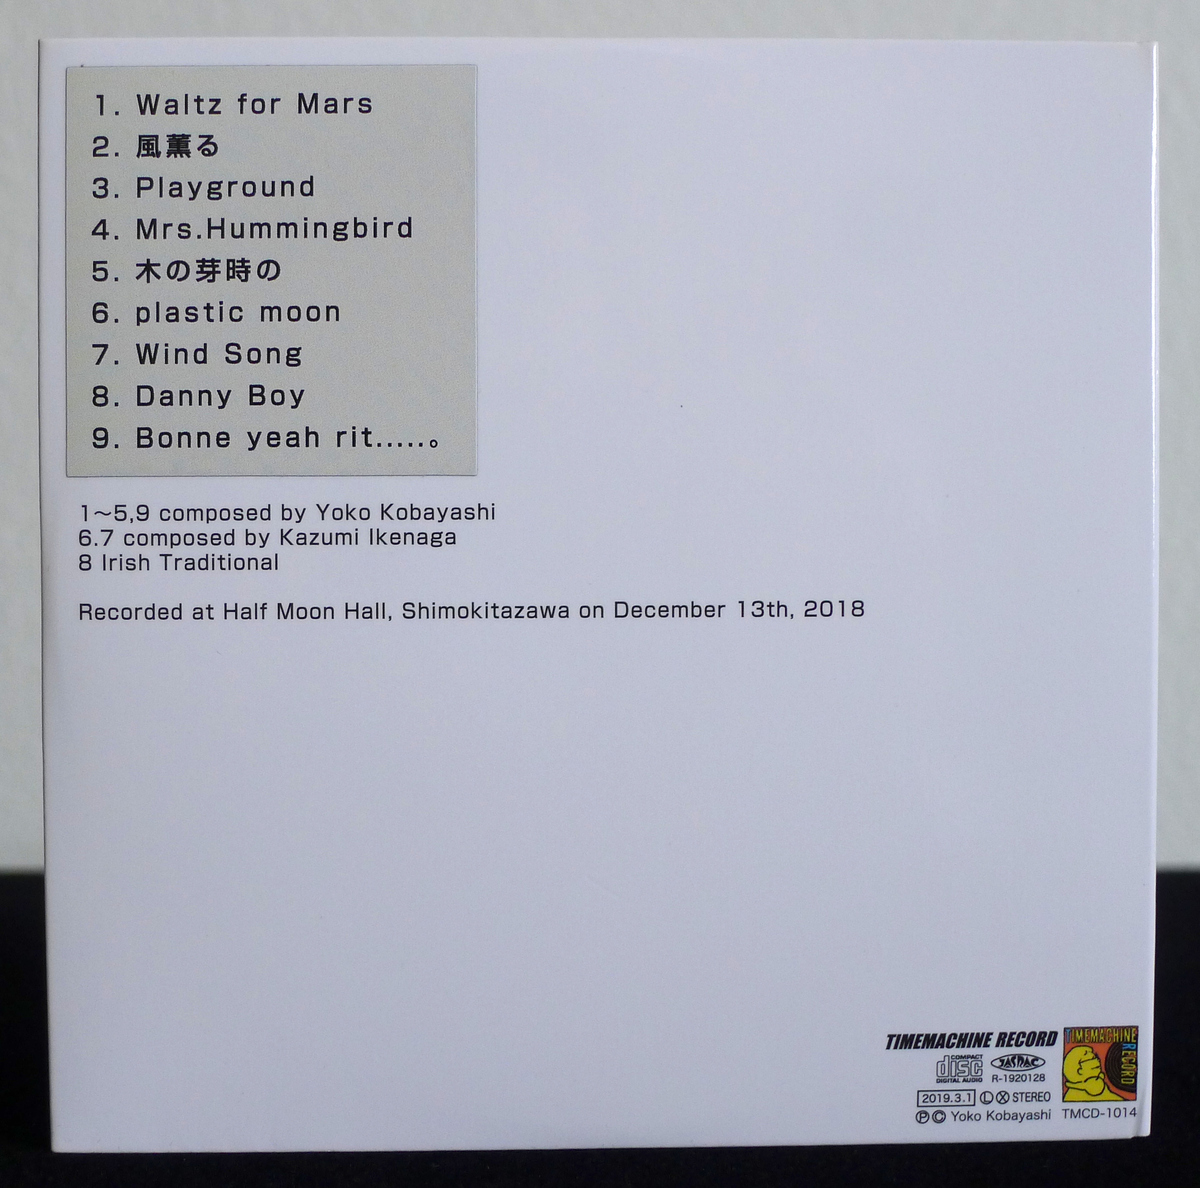 1. Waltz for Mars
2. 風薫る
3. Playground
4. Mrs.Hummingbird
5. 木の芽時の
6. plastic moon
7. Wind Song
8. Danny Boy
9. Bonne yeah rit.....。
1～5,9 composed by Yoko Kobayashi
6.7 composed by Kazumi Ikenaga
8 Irish Traditional
Recorded at Half Moon Hall, Shimokitazawa on December 13th, 2018
TIMEMACHINE RECORD
TIMEMACHINE RECORD
COMPACT disc DIGITAL AUDIO
JASRAC
R-1920128
2019.3.1 Ⓛ Ⓧ STEREO
Ⓟ Ⓒ Yoko Kobayashi
TMCD-1014